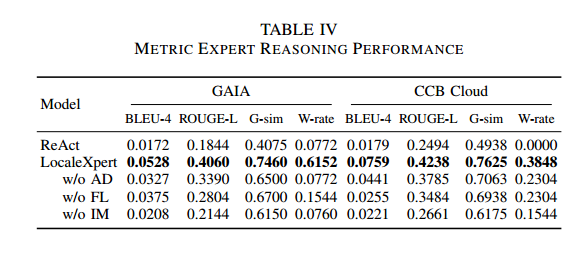 TABLE IV
METRIC EXPERT REASONING PERFORMANCE
Model GAIA CCB Cloud
BLEU-4 ROUGE-L G-sim W-rate BLEU-4 ROUGE-L G-sim W-rate
ReAct 0.0172 0.1844 0.4075 0.0772 0.0179 0.2494 0.4938 0.0000
LocaleXpert 0.0528 0.4060 0.7460 0.6152 0.0759 0.4238 0.7625 0.3848
w/o AD 0.0327 0.3390 0.6500 0.0772 0.0441 0.3785 0.7063 0.2304
w/o FL 0.0375 0.2804 0.6700 0.1544 0.0255 0.3484 0.6938 0.2304
w/o IM 0.0208 0.2144 0.6150 0.0760 0.0221 0.2661 0.6175 0.1544